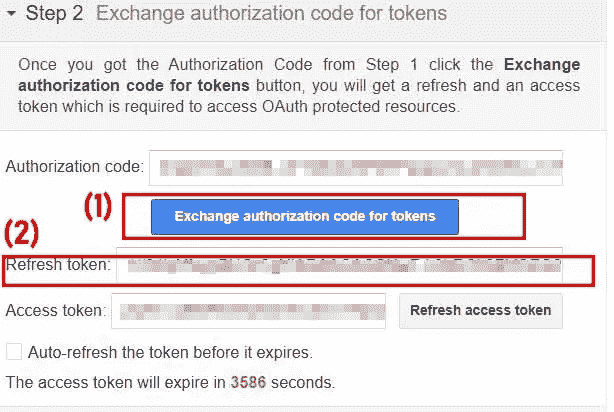 Step 2 Exchange authorization code for tokens
Once you got the Authorization Code from Step 1 click the Exchange
authorization code for tokens button, you will get a refresh and an access
token which is required to access OAuth protected resources.
Authorization code:
(1)
Exchange authorization code for tokens
(2)
Refresh token:
Access token:
Refresh access token
Auto-refresh the token before it expires.
The access token will expire in 3586 seconds.